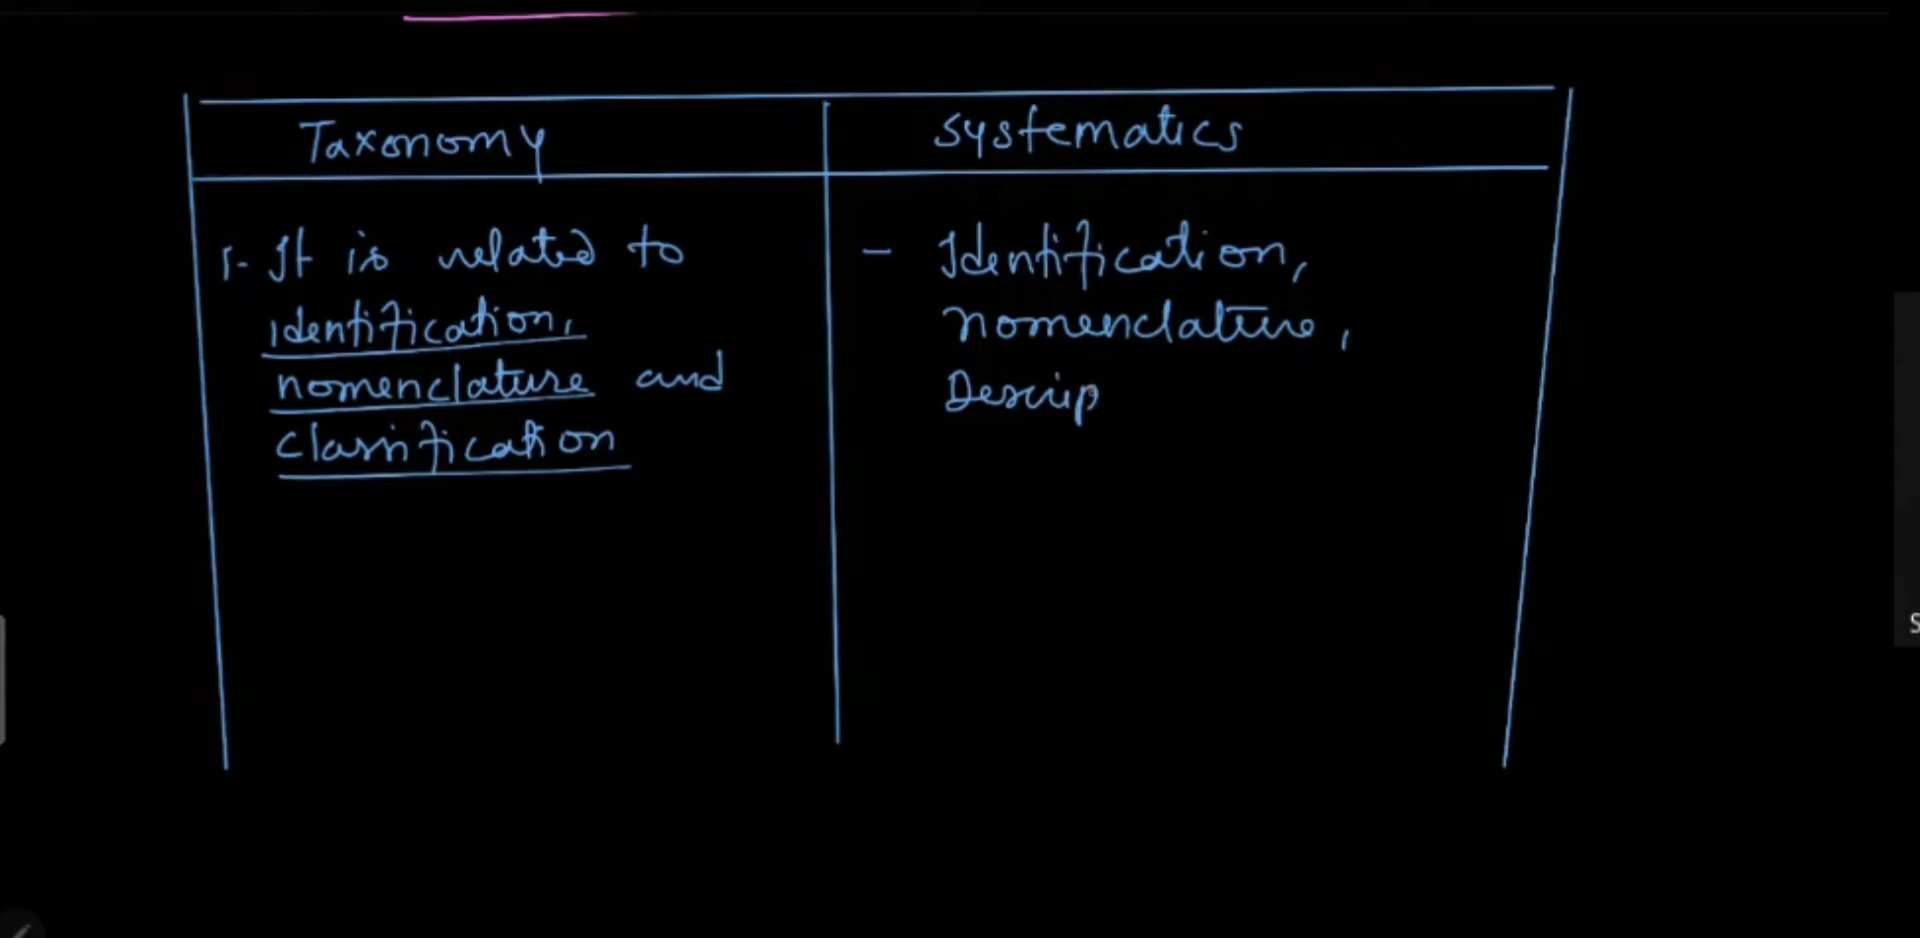 Taxonomy
Systematics
1. It is related to
identification,
nomenclature and
classification
- Identification,
nomenclature,
Descrip
S